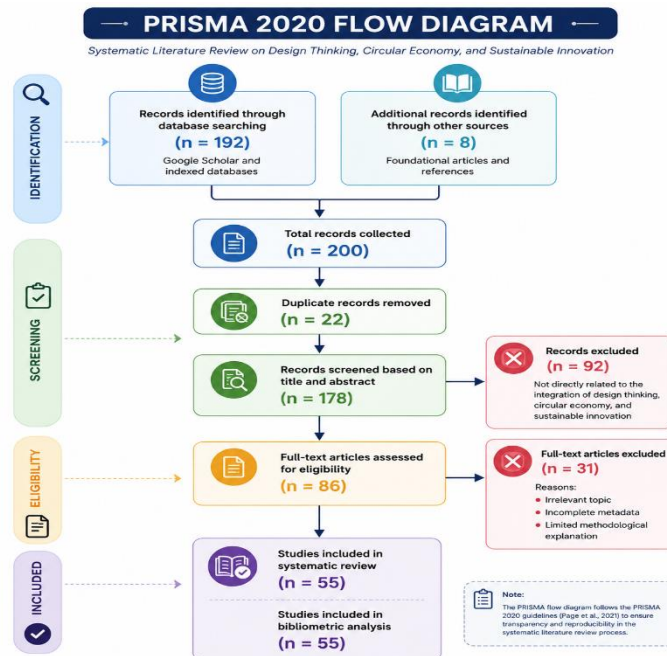 PRISMA 2020 FLOW DIAGRAM
Systematic Literature Review on Design Thinking, Circular Economy, and Sustainable Innovation
IDENTIFICATION
Records identified through
database searching
(n = 192)
Google Scholar and
indexed databases
Additional records identified
through other sources
(n = 8)
Foundational articles and
references
Total records collected
(n = 200)
SCREENING
Duplicate records removed
(n = 22)
Records screened based on
title and abstract
(n = 178)
Records excluded
(n = 92)
Not directly related to the
integration of design thinking,
circular economy, and
sustainable innovation
ELIGIBILITY
Full-text articles assessed
for eligibility
(n = 86)
Full-text articles excluded
(n = 31)
Reasons:
• Irrelevant topic
• Incomplete metadata
• Limited methodological
explanation
INCLUDED
Studies included in
systematic review
(n = 55)
Studies included in
bibliometric analysis
(n = 55)
Note:
The PRISMA flow diagram follows the PRISMA
2020 guidelines (Page et al., 2021) to ensure
transparency and reproducibility in the
systematic literature review process.